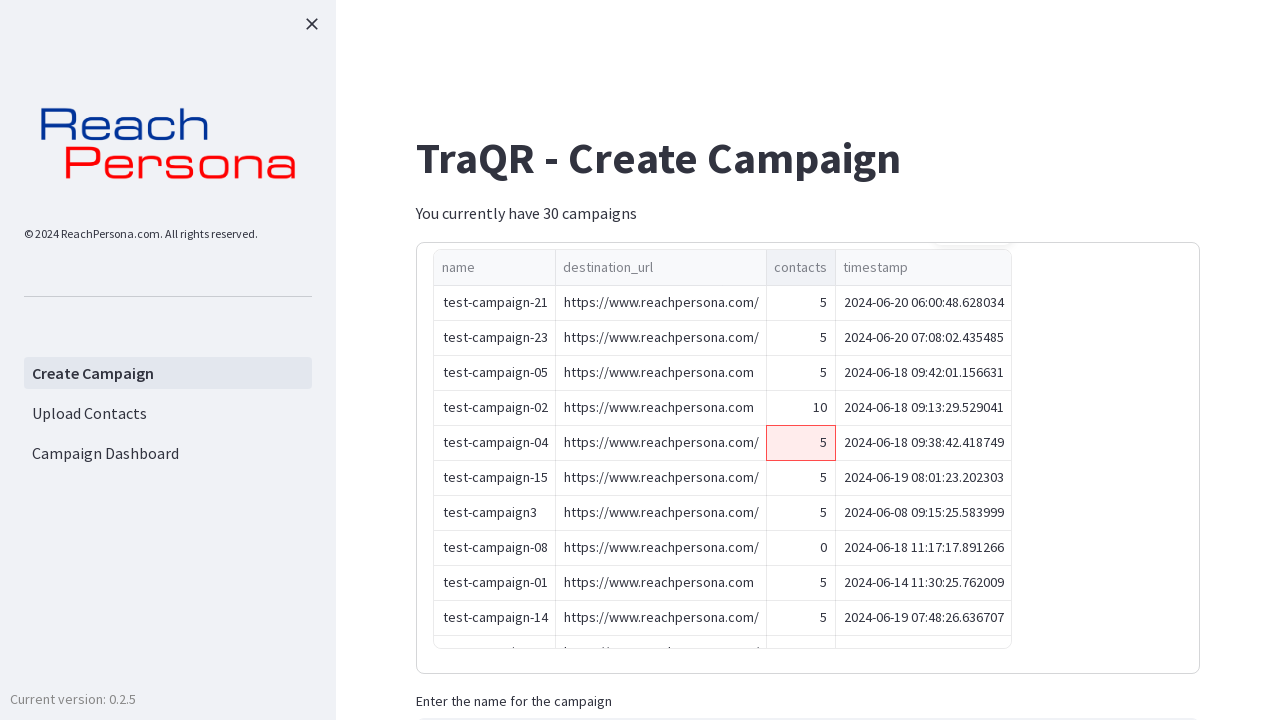 ×
Reach
Persona
© 2024 ReachPersona.com. All rights reserved.
Create Campaign
Upload Contacts
Campaign Dashboard
Current version: 0.2.5
TraQR - Create Campaign
You currently have 30 campaigns
name destination_url contacts timestamp
test-campaign-21 https://www.reachpersona.com/ 5 2024-06-20 06:00:48.628034
test-campaign-23 https://www.reachpersona.com/ 5 2024-06-20 07:08:02.435485
test-campaign-05 https://www.reachpersona.com 5 2024-06-18 09:42:01.156631
test-campaign-02 https://www.reachpersona.com 10 2024-06-18 09:13:29.529041
test-campaign-04 https://www.reachpersona.com/ 5 2024-06-18 09:38:42.418749
test-campaign-15 https://www.reachpersona.com/ 5 2024-06-19 08:01:23.202303
test-campaign3 https://www.reachpersona.com/ 5 2024-06-08 09:15:25.583999
test-campaign-08 https://www.reachpersona.com/ 0 2024-06-18 11:17:17.891266
test-campaign-01 https://www.reachpersona.com 5 2024-06-14 11:30:25.762009
test-campaign-14 https://www.reachpersona.com/ 5 2024-06-19 07:48:26.636707
Enter the name for the campaign